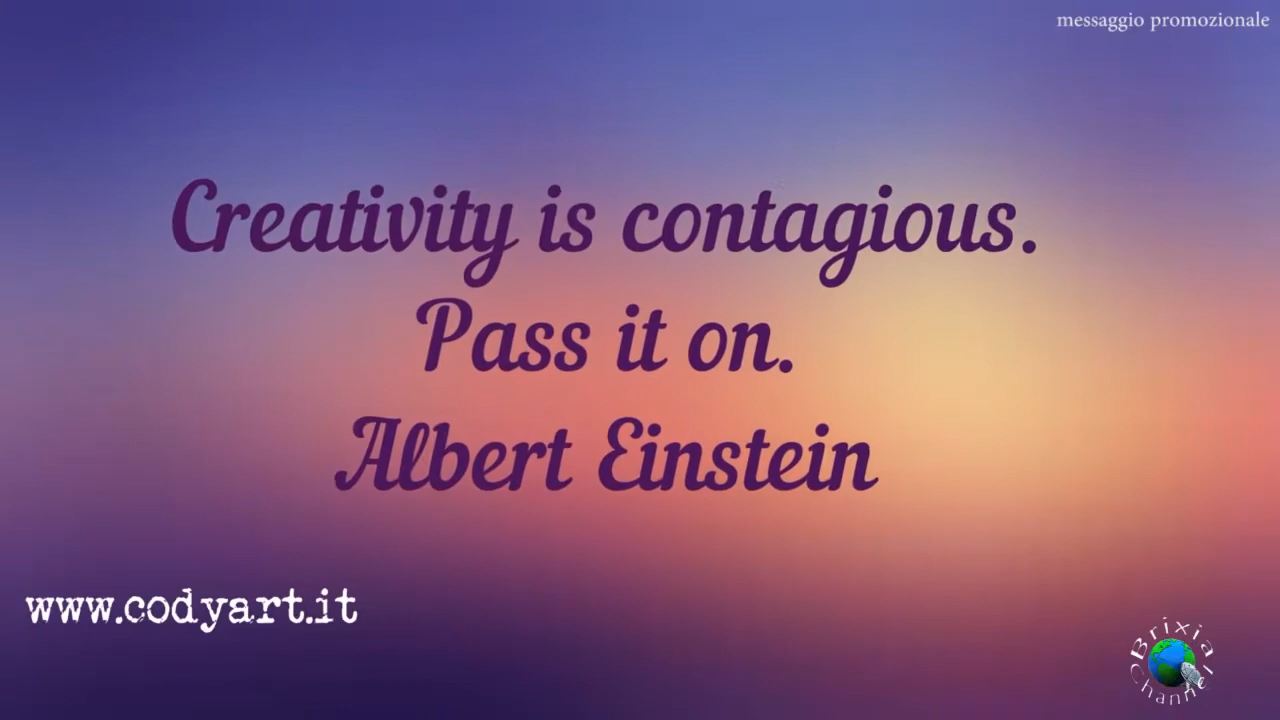 messaggio promozionale
Creativity is contagious.
Pass it on.
Albert Einstein
www.codyart.it
Brixia
Channel